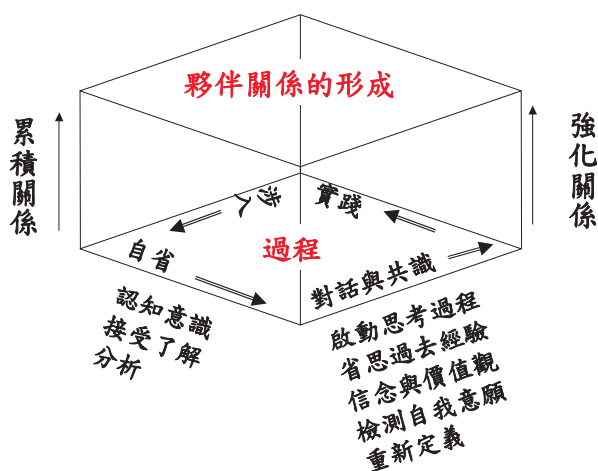 夥伴關係的形成
累積關係
強化關係
涉入
實踐
過程
自省
對話與共識
認知意識
接受了解
分析
啟動思考過程
省思過去經驗
信念與價值觀
檢測自我意願
重新定義